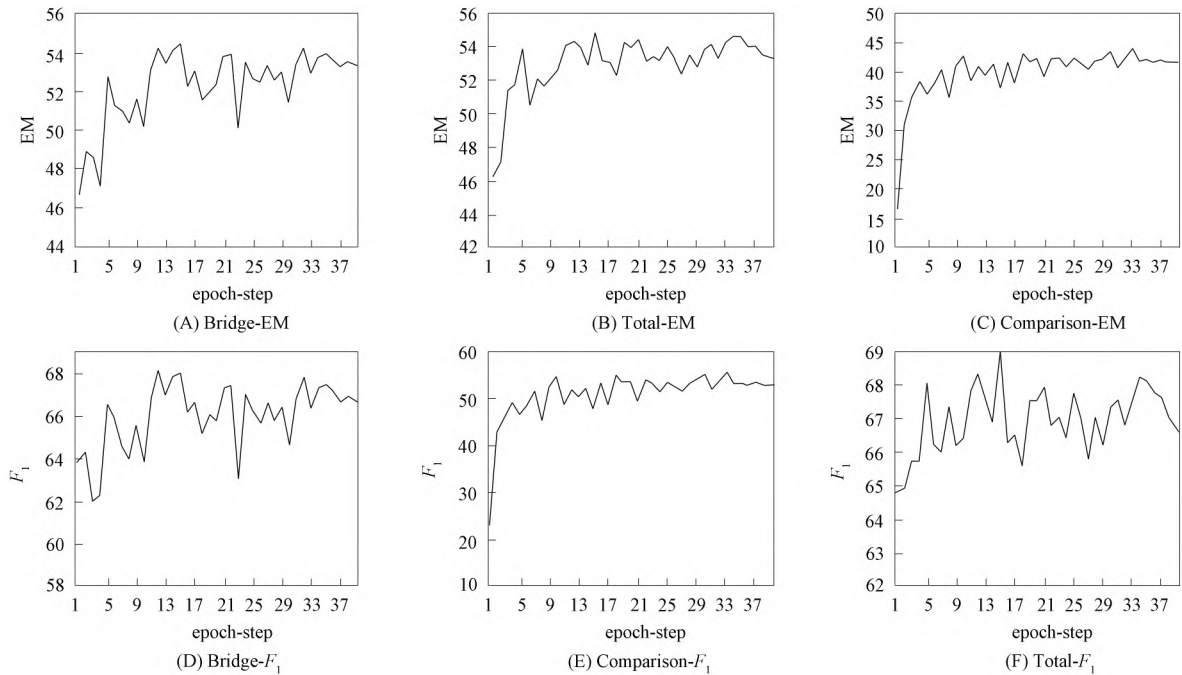 56
54
52
50
48
46
44
EM
1 5 9 13 17 21 25 29 33 37
epoch-step
(A) Bridge-EM
56
54
52
50
48
46
44
42
EM
1 5 9 13 17 21 25 29 33 37
epoch-step
(B) Total-EM
50
45
40
35
30
25
20
15
10
EM
1 5 9 13 17 21 25 29 33 37
epoch-step
(C) Comparison-EM
68
66
64
62
60
58
F1
1 5 9 13 17 21 25 29 33 37
epoch-step
(D) Bridge-F1
60
50
40
30
20
10
F1
1 5 9 13 17 21 25 29 33 37
epoch-step
(E) Comparison-F1
69
68
67
66
65
64
63
62
F1
1 5 9 13 17 21 25 29 33 37
epoch-step
(F) Total-F1